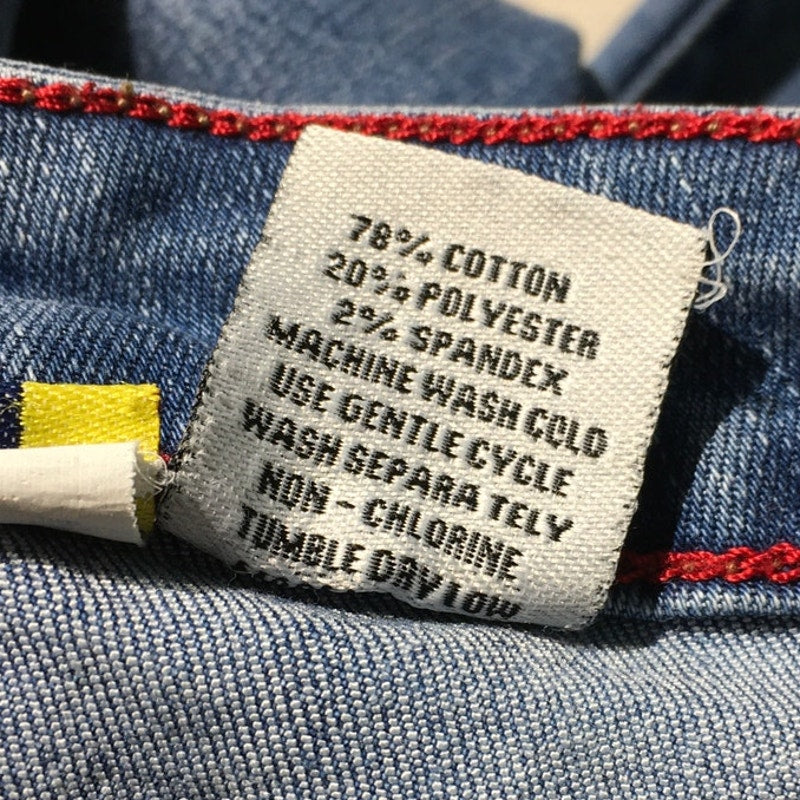 78% COTTON
20% POLYESTER
2% SPANDEX
MACHINE WASH COLD
USE GENTLE CYCLE
WASH SEPARA TELY
NON - CHLORINE
TUMBLE DRY LOW